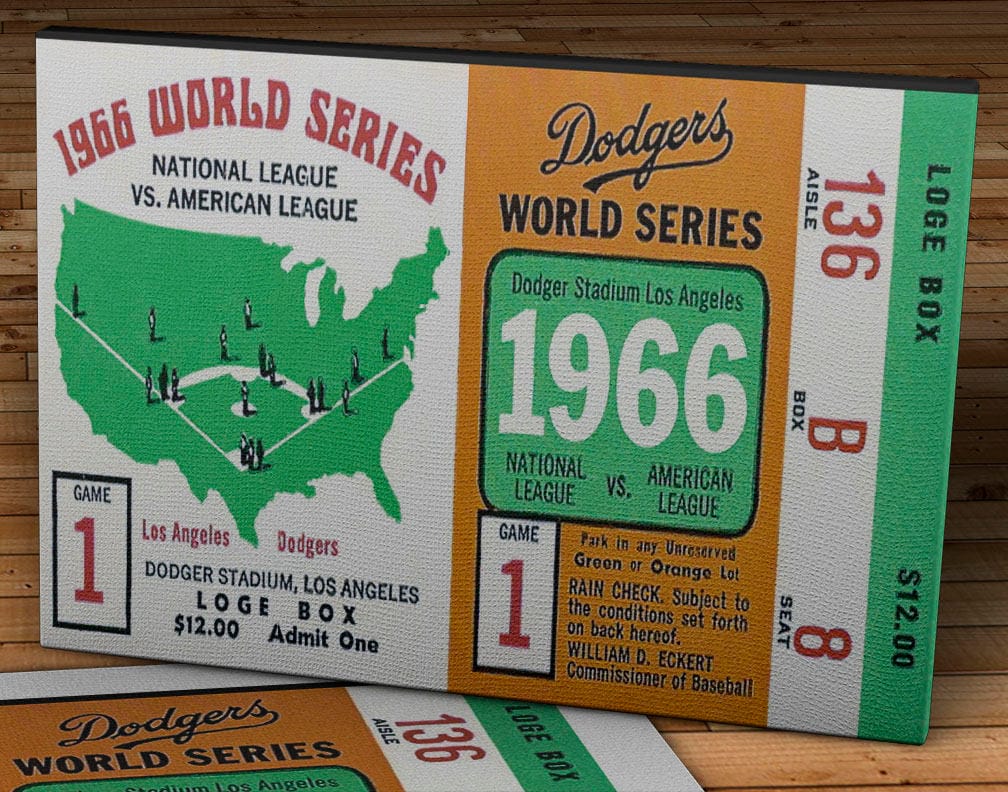 1966 WORLD SERIES
NATIONAL LEAGUE
VS. AMERICAN LEAGUE
GAME
1
Los Angeles Dodgers
DODGER STADIUM, LOS ANGELES
LOGE BOX
$12.00 Admit One
Dodgers
WORLD SERIES
Dodger Stadium Los Angeles
1966
NATIONAL
LEAGUE
VS.
AMERICAN
LEAGUE
GAME
1
Park in any Unreserved
Green or Orange Lot
RAIN CHECK. Subject to
the conditions set forth
on back hereof.
WILLIAM D. ECKERT
Commissioner of Baseball
AISLE
136
BOX
B
SEAT
8
LOGE BOX
$12.00
Dodgers
WORLD SERIES
Dodger Stadium Los Angeles
AISLE
136
LOGE BOX